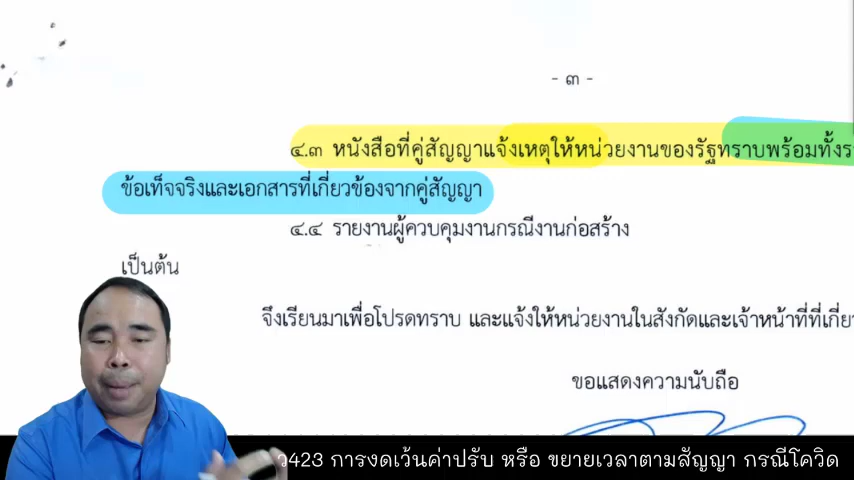 - ๓ -
๔.๓ หนังสือที่คู่สัญญาแจ้งเหตุให้หน่วยงานของรัฐทราบพร้อมทั้งร
ข้อเท็จจริงและเอกสารที่เกี่ยวข้องจากคู่สัญญา
๔.๔ รายงานผู้ควบคุมงานกรณีงานก่อสร้าง
เป็นต้น
จึงเรียนมาเพื่อโปรดทราบ และแจ้งให้หน่วยงานในสังกัดและเจ้าหน้าที่ที่เกี่ย
ขอแสดงความนับถือ
ว423 การงดเว้นค่าปรับ หรือ ขยายเวลาตามสัญญา กรณีโควิด